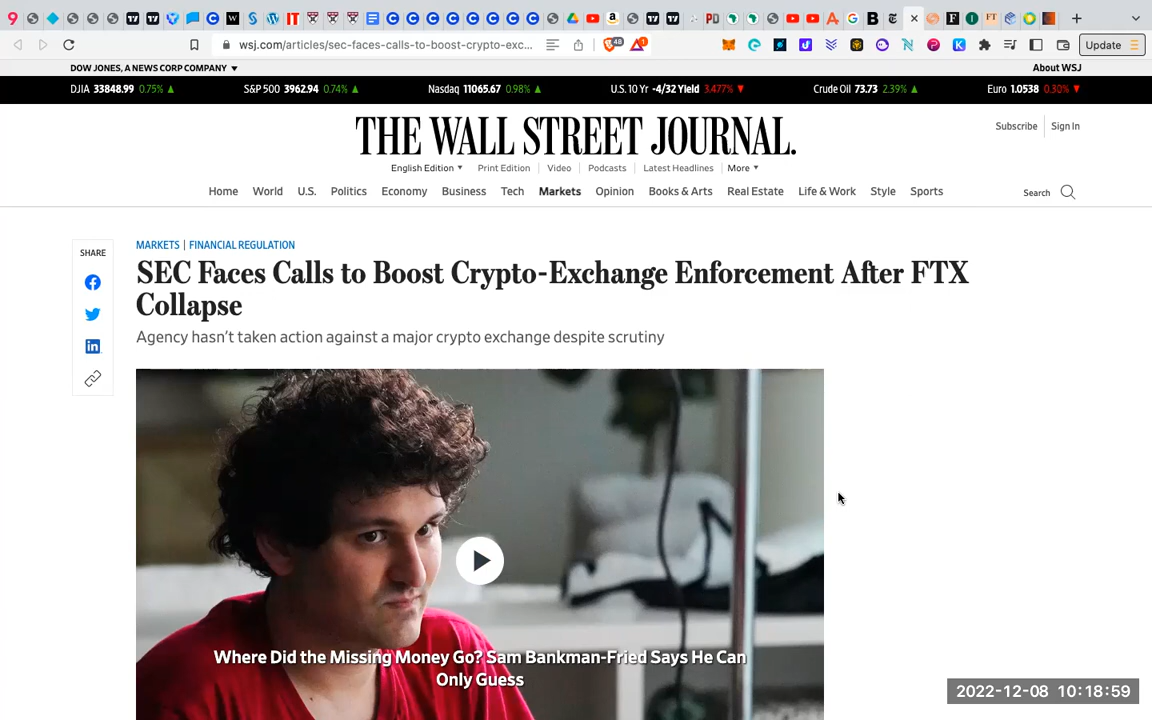 wsj.com/articles/sec-faces-calls-to-boost-crypto-exc...
48
1
Update
DOW JONES, A NEWS CORP COMPANY ▼
About WSJ
DJIA 33848.99 0.75% ▲
S&P 500 3962.94 0.74% ▲
Nasdaq 11065.67 0.98% ▲
U.S. 10 Yr -4/32 Yield 3.477% ▼
Crude Oil 73.73 2.39% ▲
Euro 1.0538 0.30% ▼
THE WALL STREET JOURNAL.
Subscribe | Sign In
English Edition ▼ Print Edition | Video | Podcasts | Latest Headlines | More ▼
Home World U.S. Politics Economy Business Tech Markets Opinion Books & Arts Real Estate Life & Work Style Sports
Search
SHARE
MARKETS | FINANCIAL REGULATION
SEC Faces Calls to Boost Crypto-Exchange Enforcement After FTX
Collapse
Agency hasn't taken action against a major crypto exchange despite scrutiny
Where Did the Missing Money Go? Sam Bankman-Fried Says He Can
Only Guess
2022-12-08 10:18:59